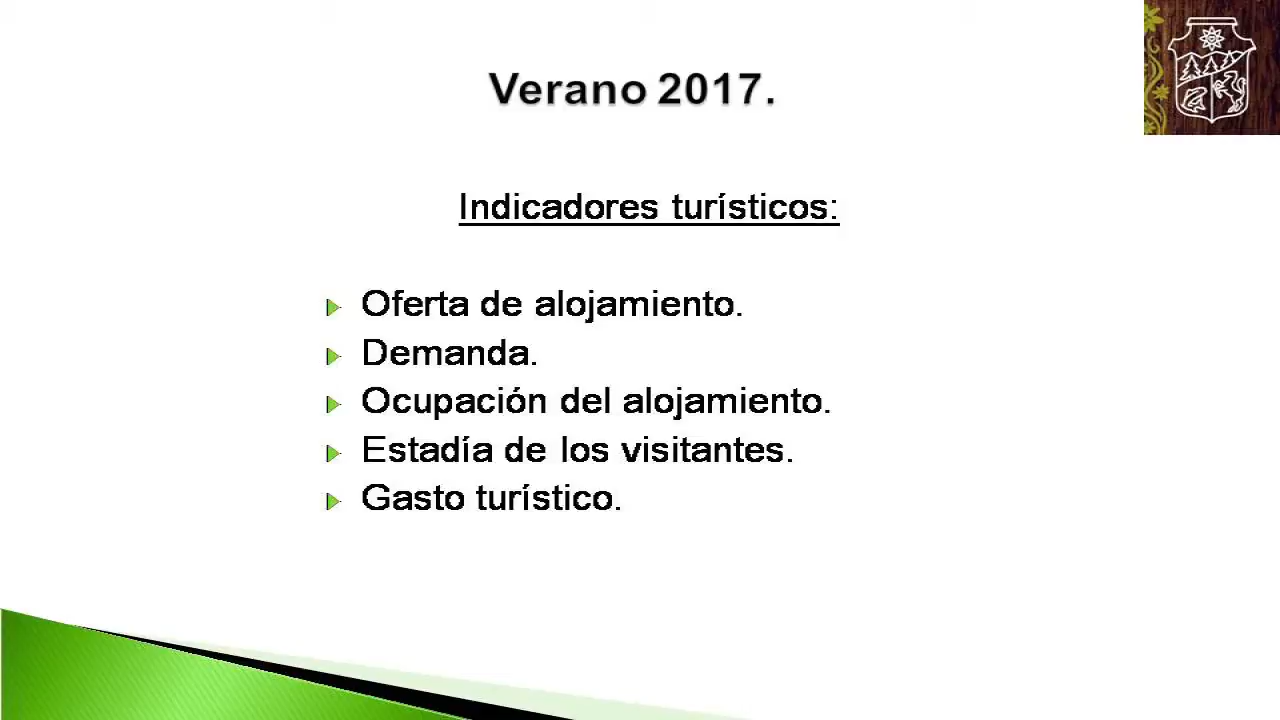 Verano 2017.
Indicadores turísticos:
Oferta de alojamiento.
Demanda.
Ocupación del alojamiento.
Estadía de los visitantes.
Gasto turístico.